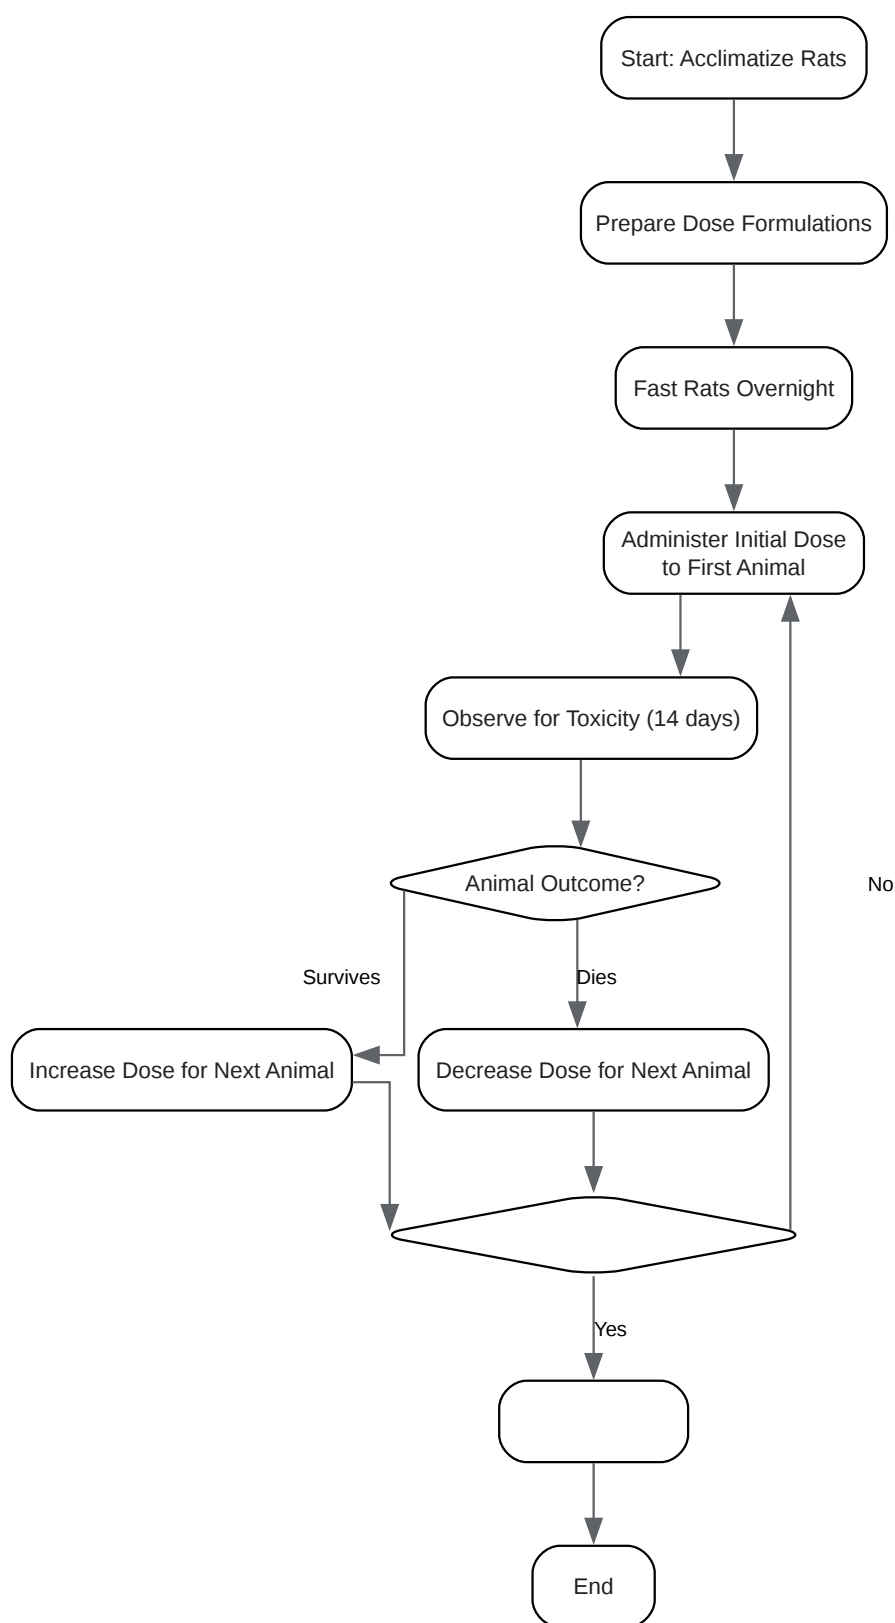 Start: Acclimatize Rats
Prepare Dose Formulations
Fast Rats Overnight
Administer Initial Dose
to First Animal
Observe for Toxicity (14 days)
Animal Outcome?
No
Survives
Dies
Increase Dose for Next Animal
Decrease Dose for Next Animal
Yes
End